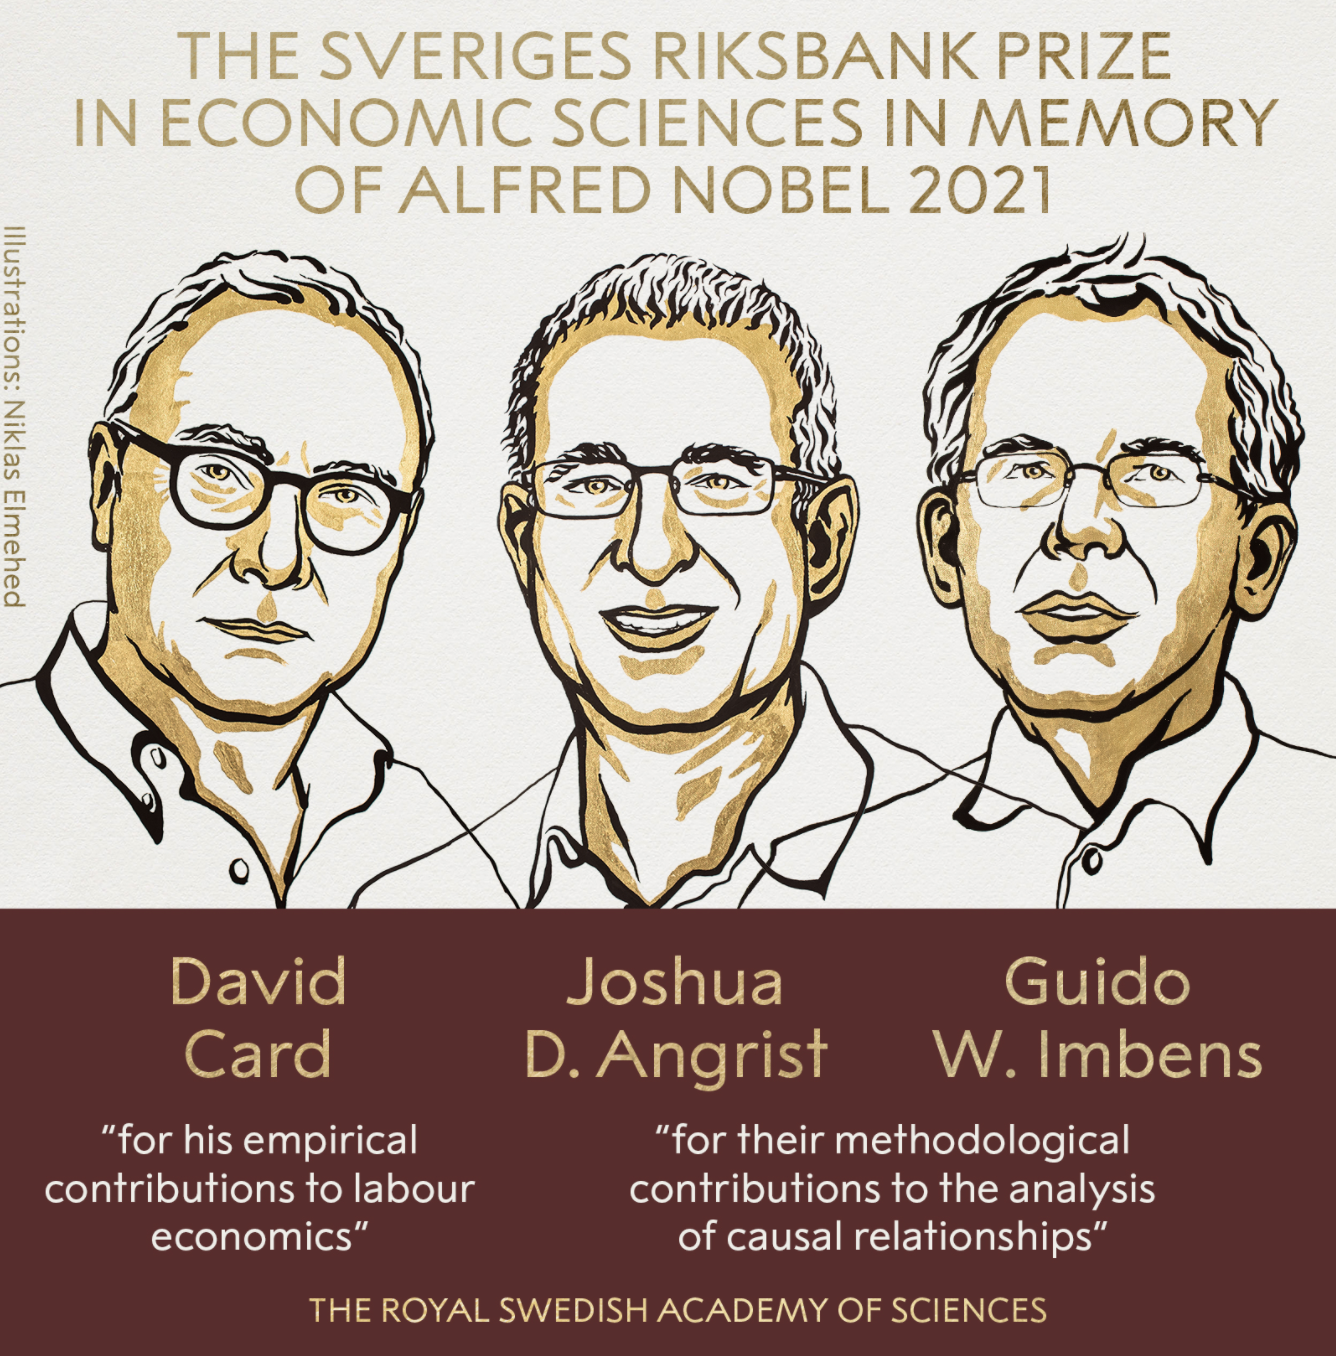 THE SVERIGES RIKSBANK PRIZE
IN ECONOMIC SCIENCES IN MEMORY
OF ALFRED NOBEL 2021
Illustrations: Niklas Elmehed
David
Card
Joshua
D. Angrist
Guido
W. Imbens
"for his empirical
contributions to labour
economics"
"for their methodological
contributions to the analysis
of causal relationships"
THE ROYAL SWEDISH ACADEMY OF SCIENCES